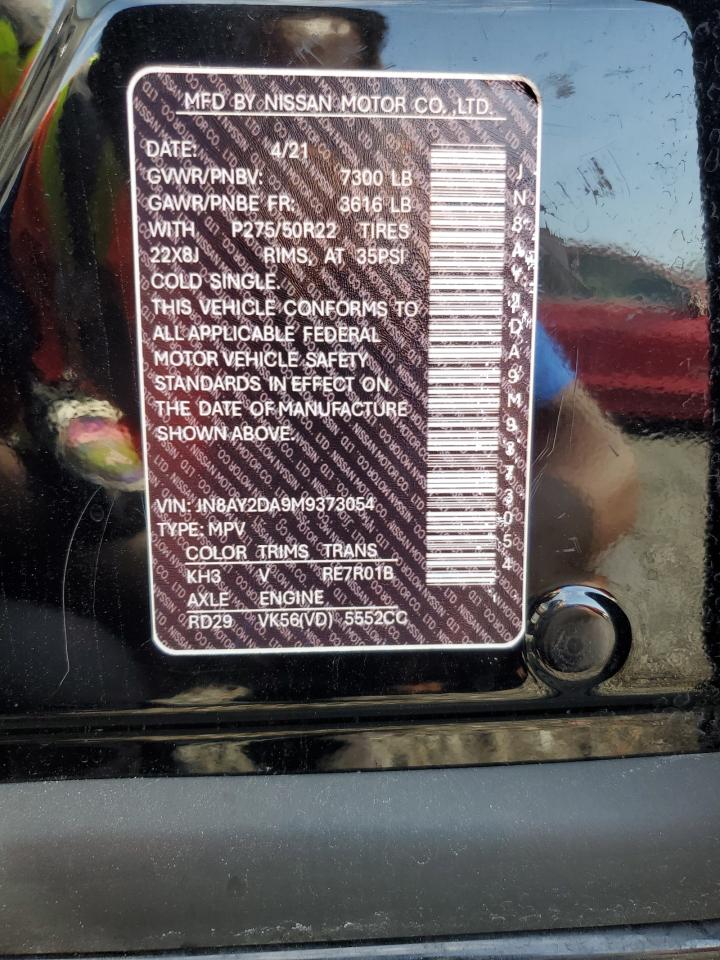 MFD BY NISSAN MOTOR CO.,LTD.
DATE: 4/21
GVWR/PNBV: 7300 LB
GAWR/PNBE FR: 3616 LB
WITH P275/50R22 TIRES
22X8J RIMS, AT 35PSI
COLD SINGLE.
THIS VEHICLE CONFORMS TO
ALL APPLICABLE FEDERAL
MOTOR VEHICLE SAFETY
STANDARDS IN EFFECT ON
THE DATE OF MANUFACTURE
SHOWN ABOVE.
VIN: JN8AY2DA9M9373054
TYPE: MPV
COLOR TRIMS TRANS
KH3 V RE7R01B
AXLE ENGINE
RD29 VK56(VD) 5552CC
JN8AY2DA9M9373054